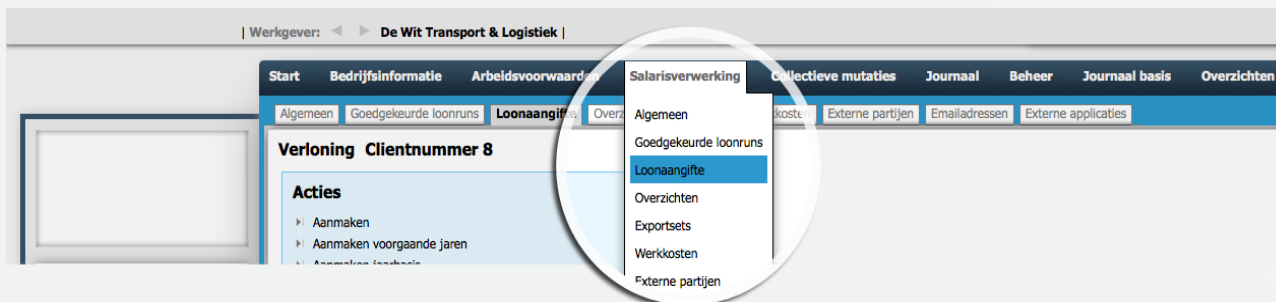 | Werkgever: De Wit Transport & Logistiek |
Start Bedrijfsinformatie Arbeidsvoorwaarden Salarisverwerking Collectieve mutaties Journaal Beheer Journaal basis Overzichten
Algemeen Goedgekeurde loonruns Loonaangifte Externe partijen Emailadressen Externe applicaties
Algemeen
Goedgekeurde loonruns
Loonaangifte
Overzichten
Exportsets
Werkkosten
Externe partijen
Verloning Clientnummer 8
Acties
Aanmaken
Aanmaken voorgaande jaren
Aanmaken jaarbasis